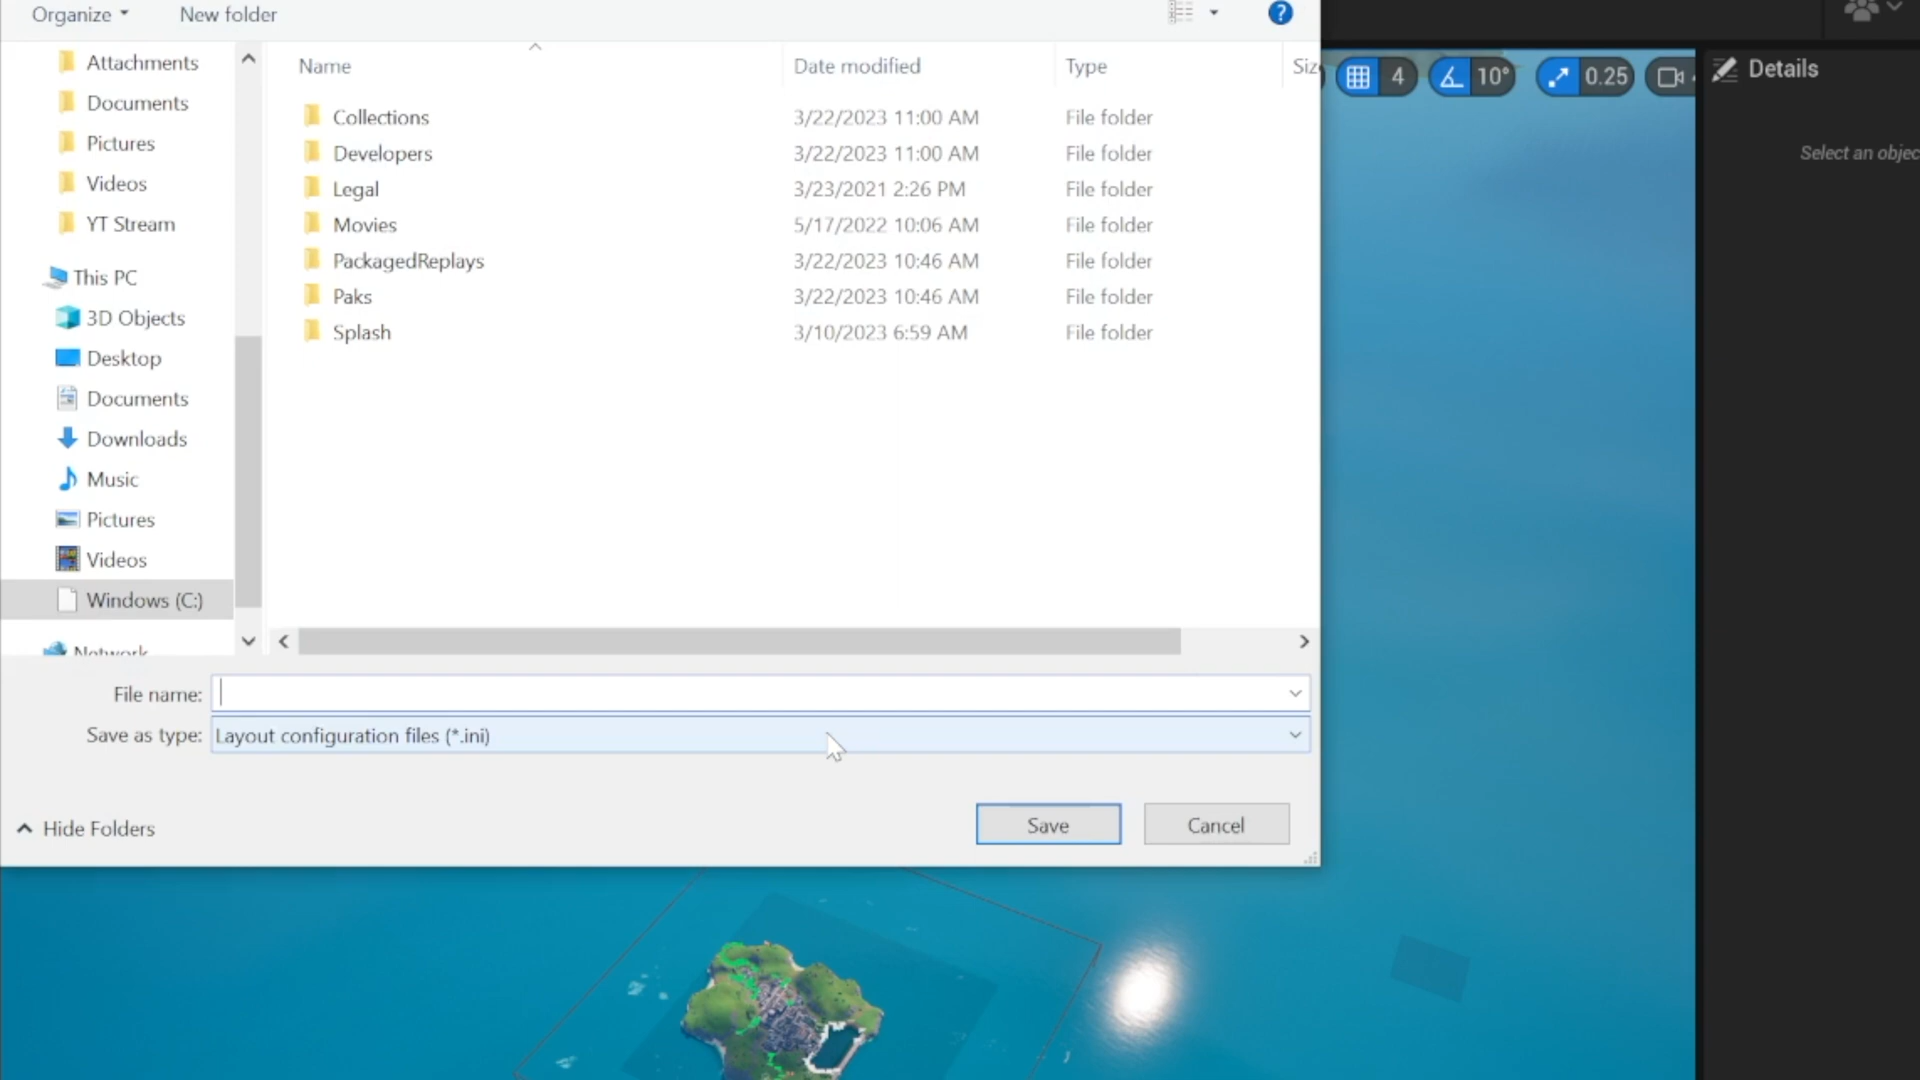 Organize New folder
Attachments
Documents
Pictures
Videos
YT Stream
This PC
3D Objects
Desktop
Documents
Downloads
Music
Pictures
Videos
Windows (C:)
Network
Name Date modified Type
Collections 3/22/2023 11:00 AM File folder
Developers 3/22/2023 11:00 AM File folder
Legal 3/23/2021 2:26 PM File folder
Movies 5/17/2022 10:06 AM File folder
PackagedReplays 3/22/2023 10:46 AM File folder
Paks 3/22/2023 10:46 AM File folder
Splash 3/10/2023 6:59 AM File folder
File name:
Save as type: Layout configuration files (*.ini)
Hide Folders
Save Cancel
4 10° 0.25
Details
Select an